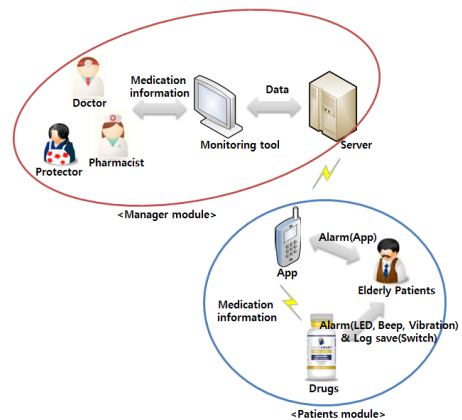 Doctor
Medication
information
Data
Pharmacist
Monitoring tool
Server
Protector
<Manager module>
Alarm(App)
App
Elderly Patients
Medication
information
Alarm(LED, Beep, Vibration)
& Log save(Switch)
Drugs
<Patients module>